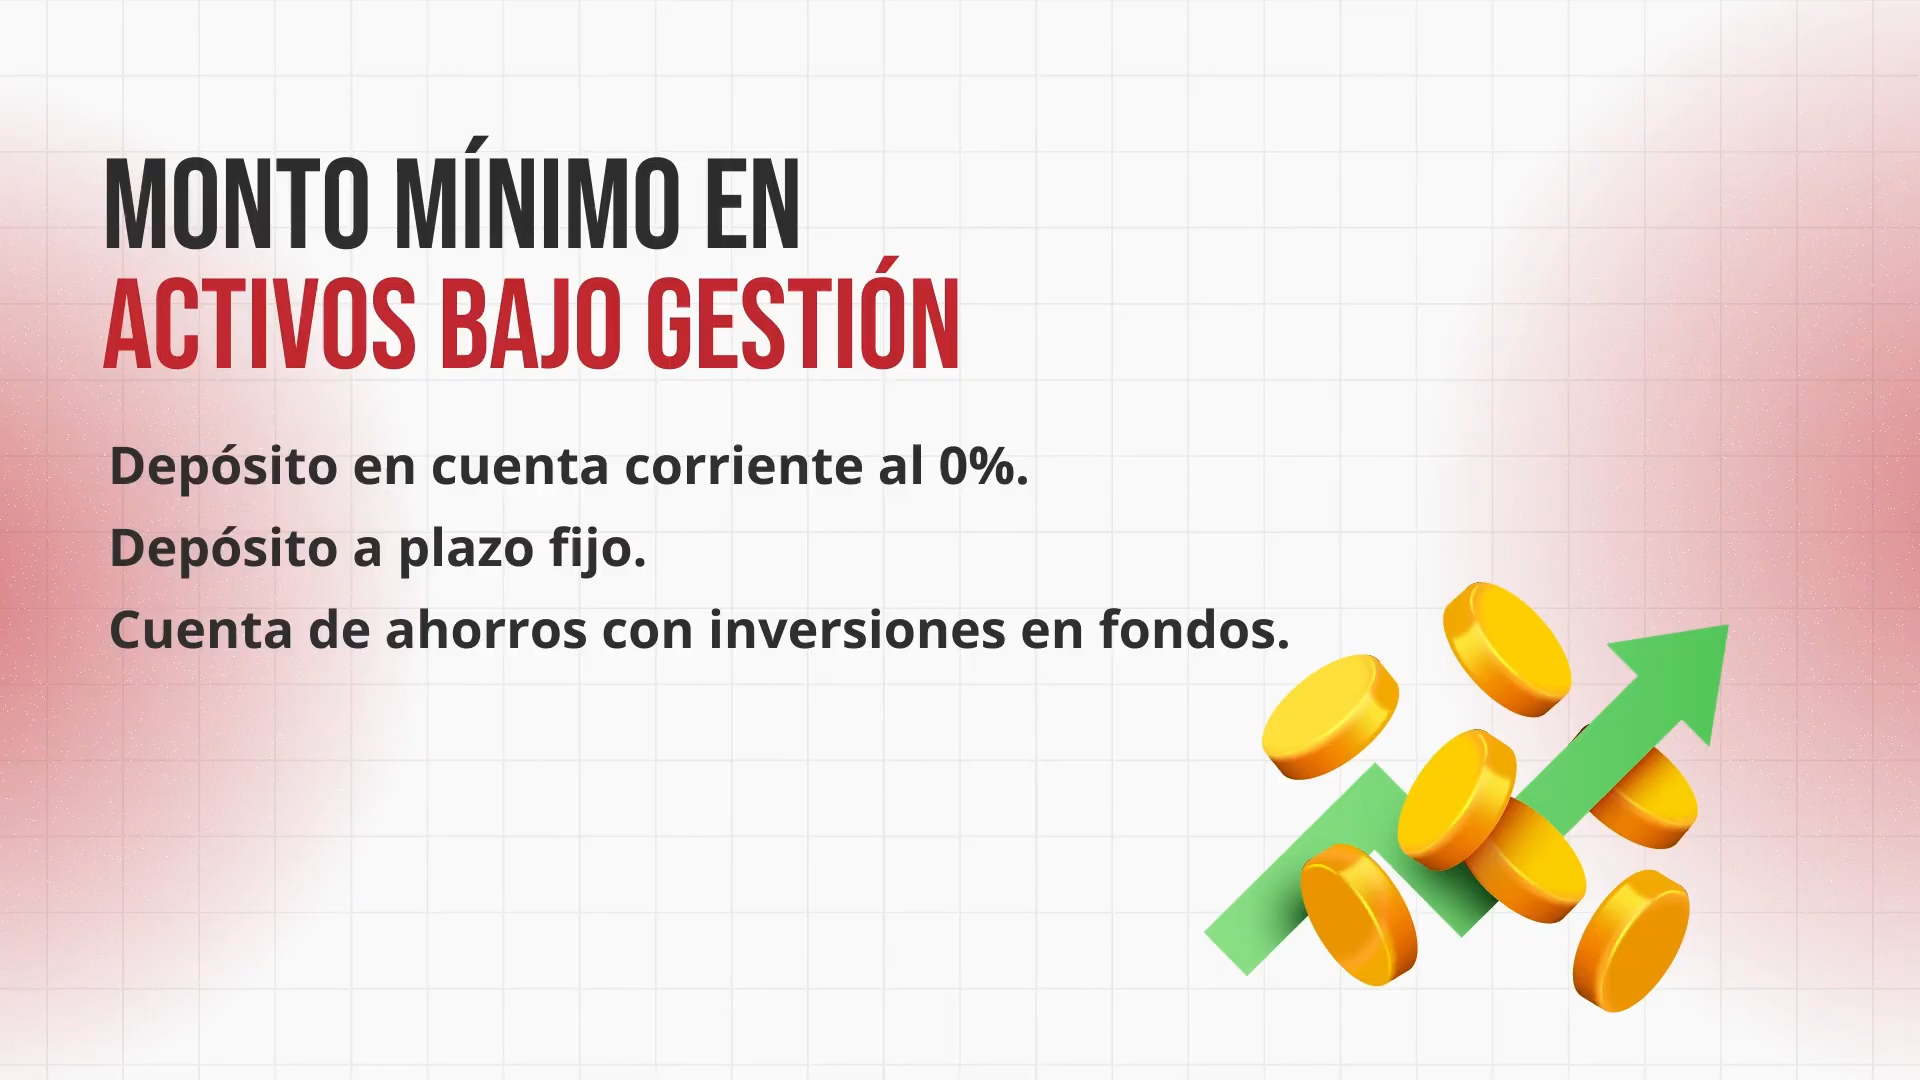 MONTO MÍNIMO EN
ACTIVOS BAJO GESTIÓN
Depósito en cuenta corriente al 0%.
Depósito a plazo fijo.
Cuenta de ahorros con inversiones en fondos.